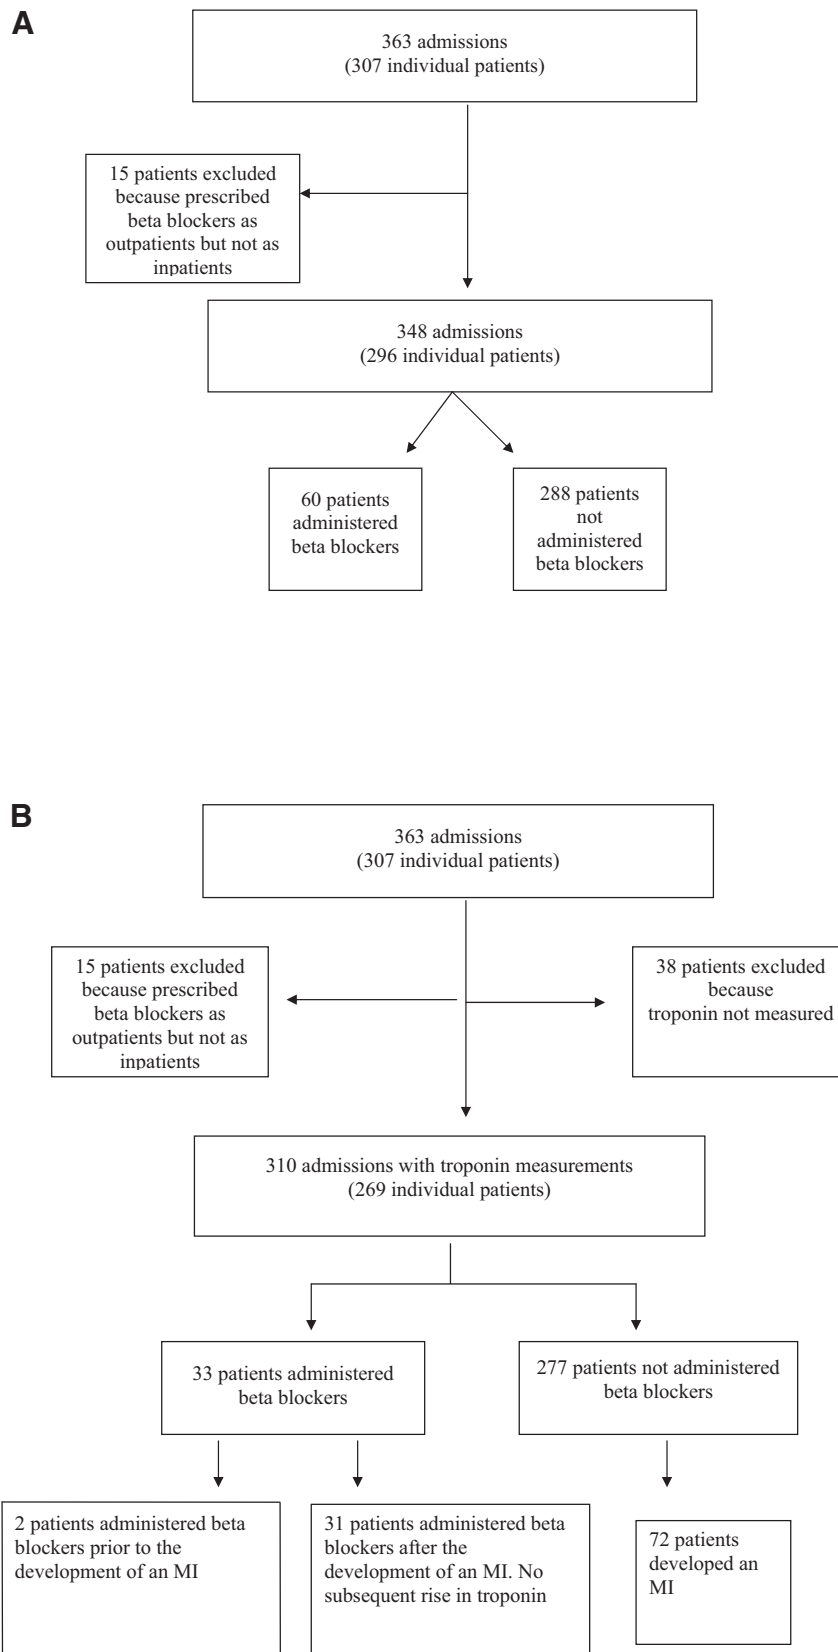 A
363 admissions
(307 individual patients)
15 patients excluded
because prescribed
beta blockers as
outpatients but not as
inpatients
348 admissions
(296 individual patients)
60 patients
administered
beta blockers
288 patients
not
administered
beta blockers
B
363 admissions
(307 individual patients)
15 patients excluded
because prescribed
beta blockers as
outpatients but not as
inpatients
38 patients excluded
because
troponin not measured
310 admissions with troponin measurements
(269 individual patients)
33 patients administered
beta blockers
277 patients not administered
beta blockers
2 patients administered beta
blockers prior to the
development of an MI
31 patients administered beta
blockers after the
development of an MI. No
subsequent rise in troponin
72 patients
developed an
MI